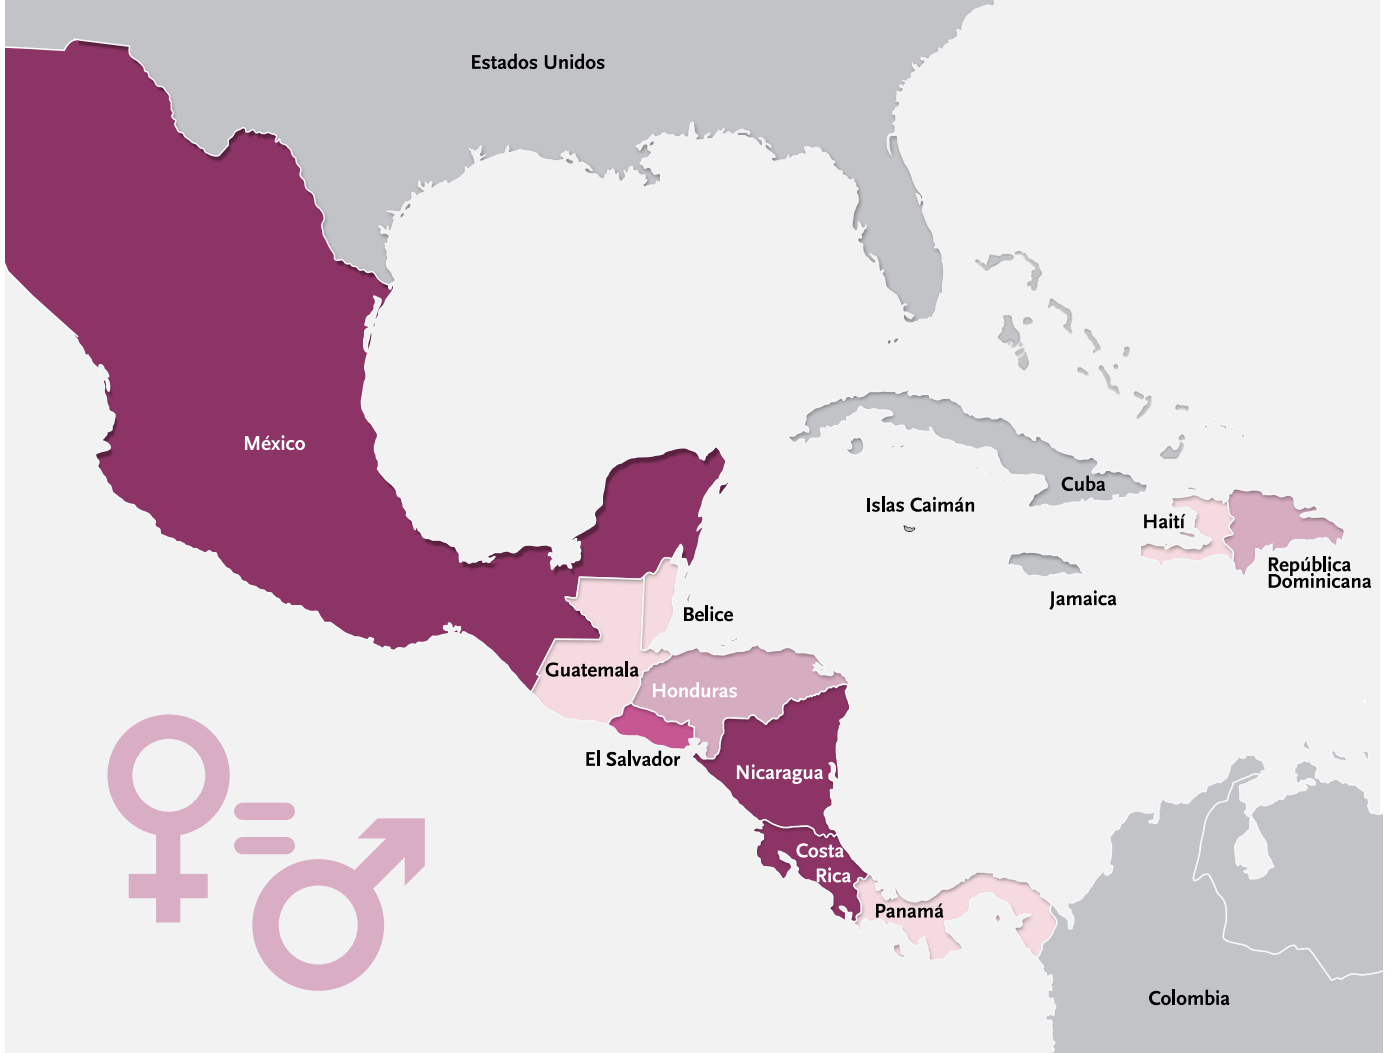 Estados Unidos
México
Cuba
Islas Caimán
Haití
República
Dominicana
Jamaica
Belice
Guatemala
Honduras
El Salvador
Nicaragua
Costa
Rica
Panamá
Colombia